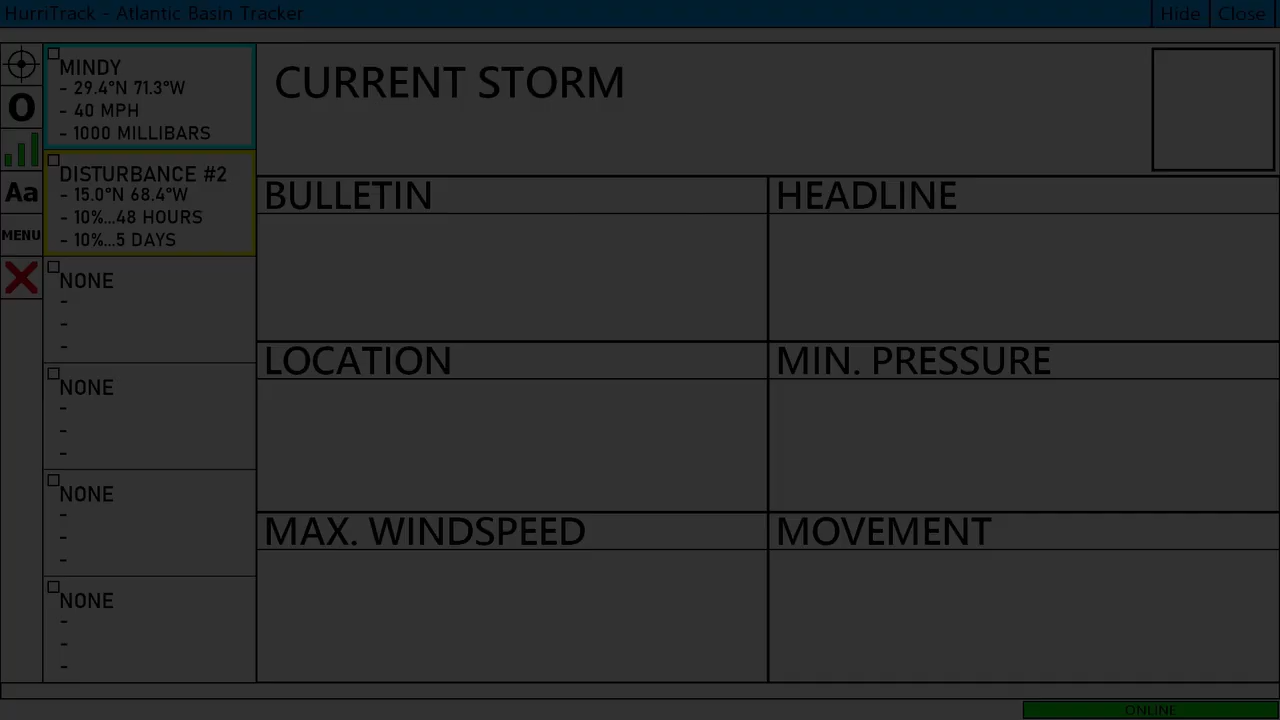 HurriTrack - Atlantic Basin Tracker
Hide
Close
O
Aa
MENU
MINDY
- 29.4°N 71.3°W
- 40 MPH
- 1000 MILLIBARS
DISTURBANCE #2
- 15.0°N 68.4°W
- 10%...48 HOURS
- 10%...5 DAYS
NONE
-
-
-
NONE
-
-
-
NONE
-
-
-
NONE
-
-
-
CURRENT STORM
BULLETIN
HEADLINE
LOCATION
MIN. PRESSURE
MAX. WINDSPEED
MOVEMENT
ONLINE